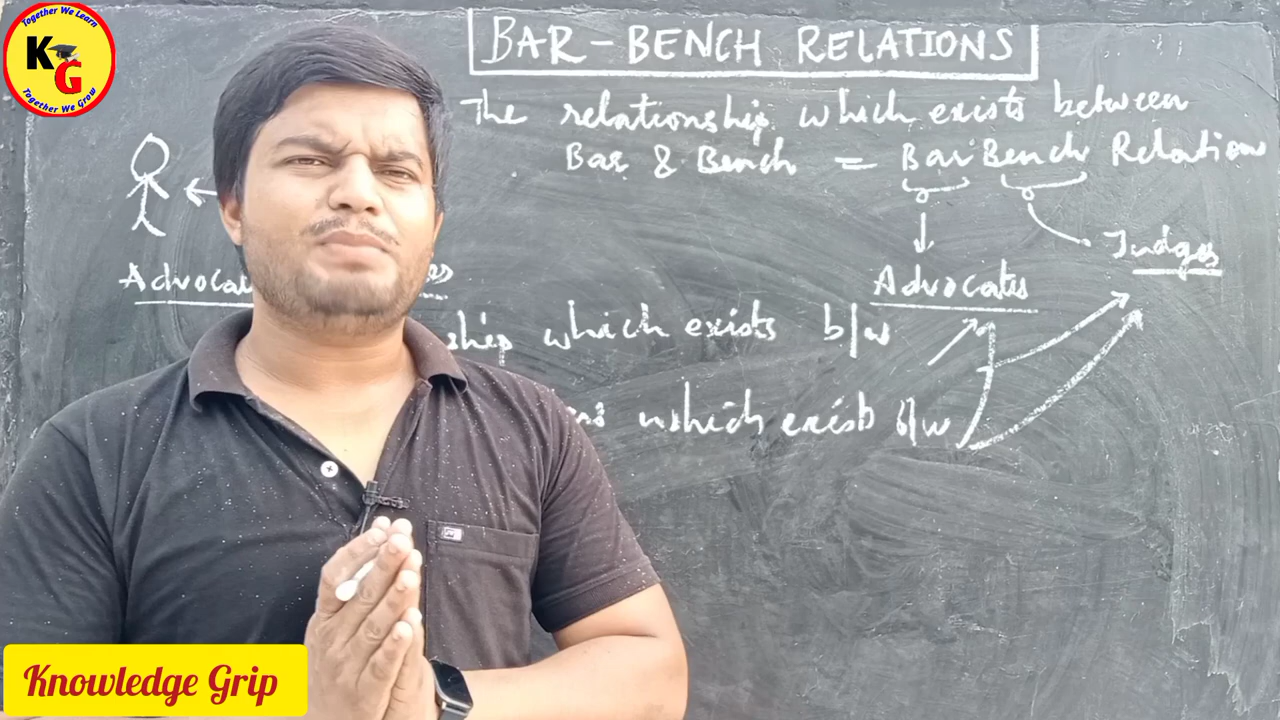 Together We Learn
KG
Together We Grow
BAR-BENCH RELATIONS
The relationship which exists between
Bar & Bench = Bar Bench Relation
Judges
Advocates
which exists b/w
which exists b/w
Knowledge Grip